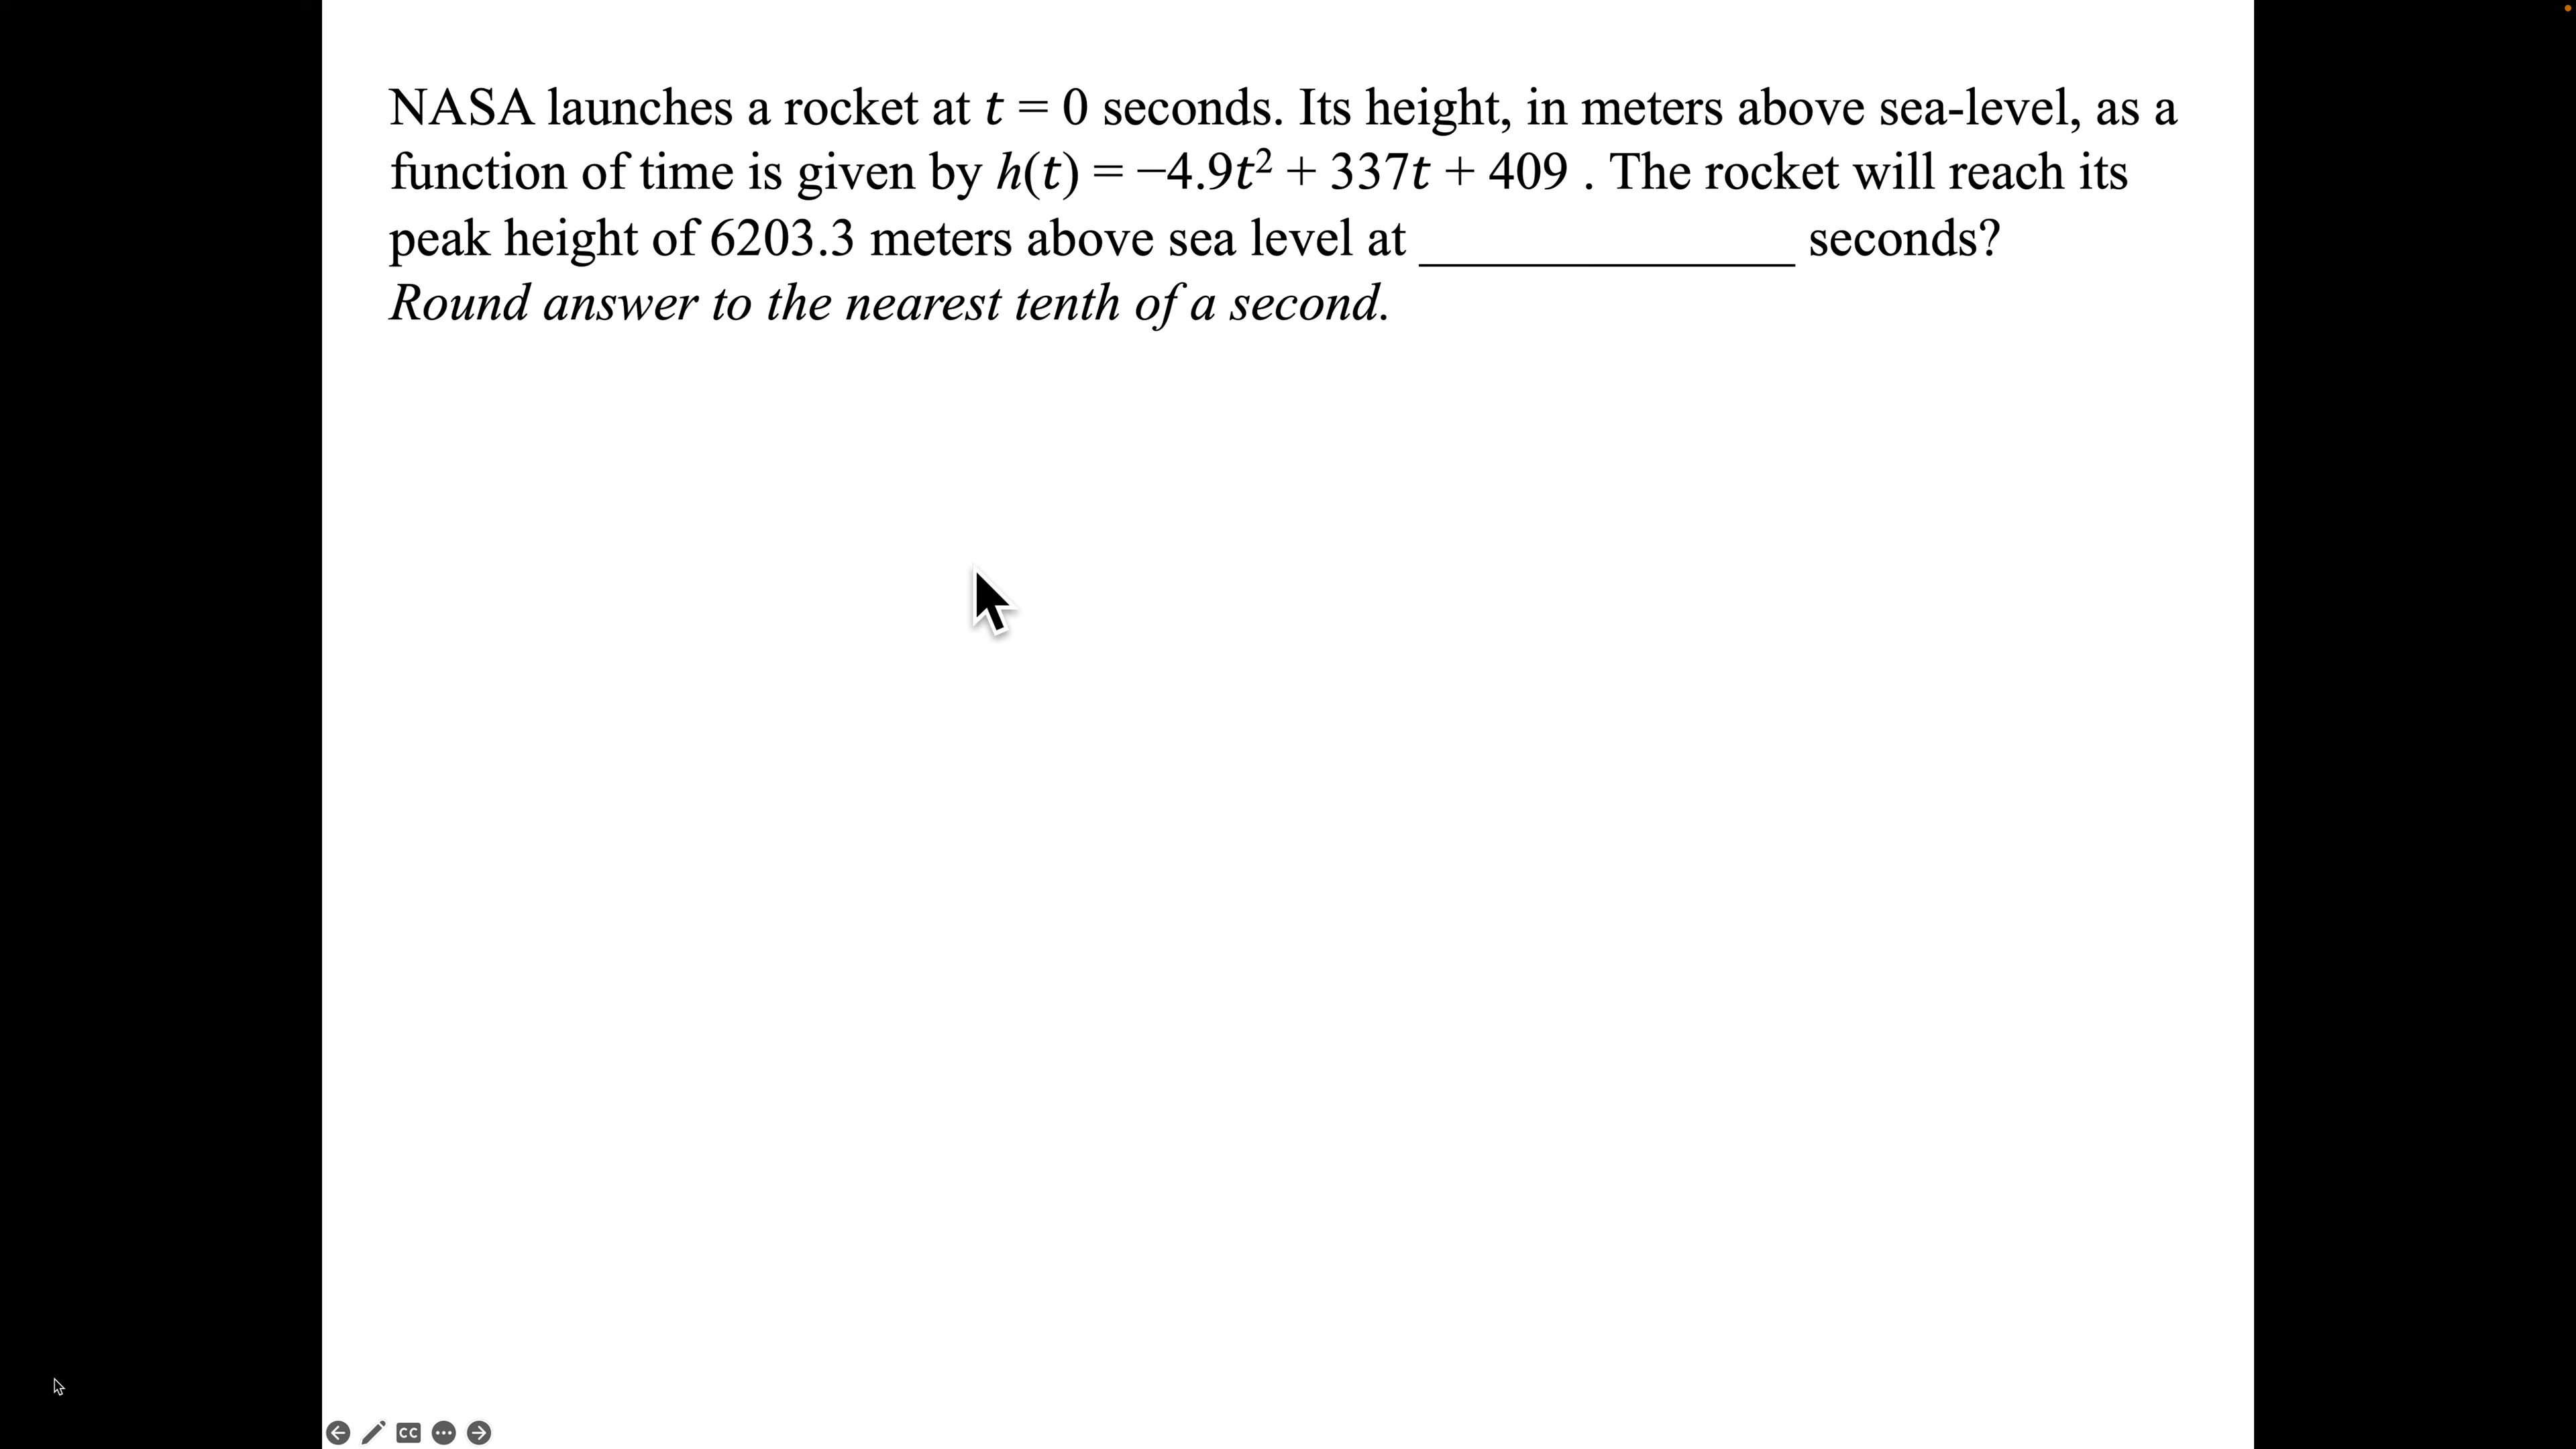 NASA launches a rocket at t = 0 seconds. Its height, in meters above sea-level, as a
function of time is given by h(t) = −4.9t² + 337t + 409 . The rocket will reach its
peak height of 6203.3 meters above sea level at _______________ seconds?
Round answer to the nearest tenth of a second.
CC